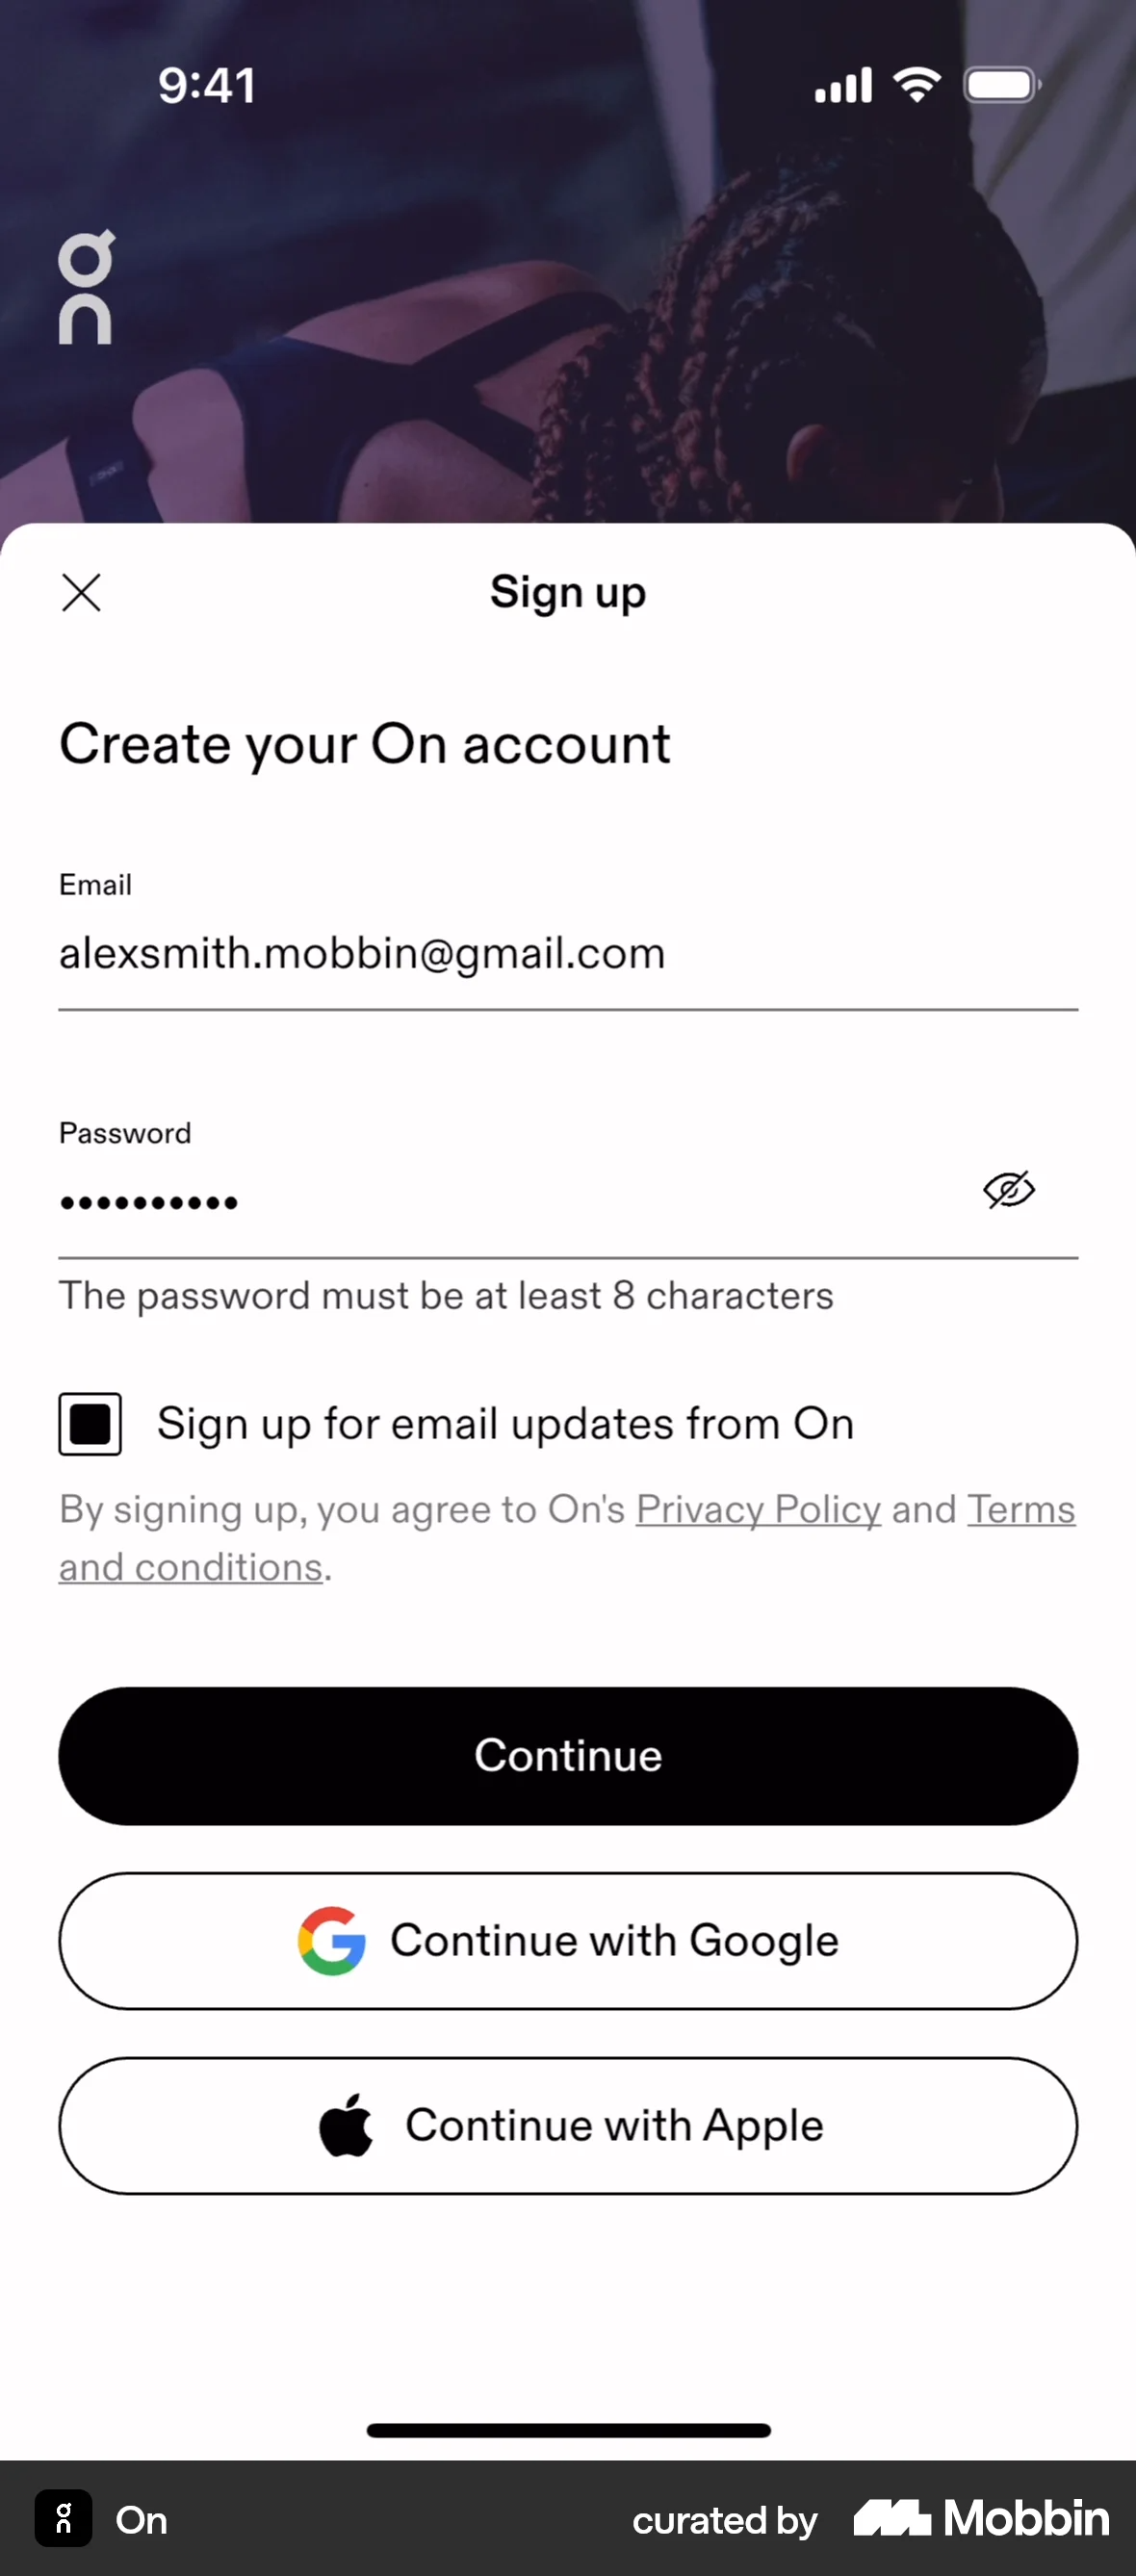 9:41
On
Sign up
Create your On account
Email
alexsmith.mobbin@gmail.com
Password
••••••••••
The password must be at least 8 characters
Sign up for email updates from On
By signing up, you agree to On's Privacy Policy and Terms
and conditions.
Continue
Continue with Google
Continue with Apple
On
curated by Mobbin